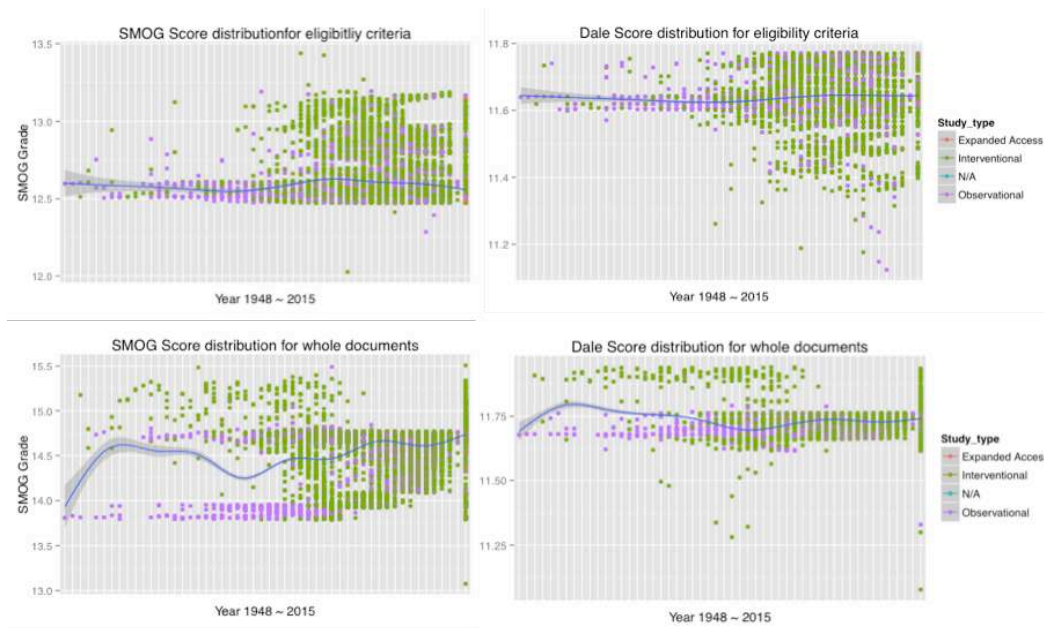 SMOG Score distributionfor eligibitliy criteria
13.5
13.0
12.5
12.0
SMOG Grade
Year 1948 ~ 2015
Dale Score distribution for eligibility criteria
11.8
11.6
11.4
11.2
Year 1948 ~ 2015
Study_type
Expanded Access
Interventional
N/A
Observational
SMOG Score distribution for whole documents
15.5
15.0
14.5
14.0
13.5
13.0
SMOG Grade
Year 1948 ~ 2015
Dale Score distribution for whole documents
11.75
11.50
11.25
Year 1948 ~ 2015
Study_type
Expanded Acces
Interventional
N/A
Observational